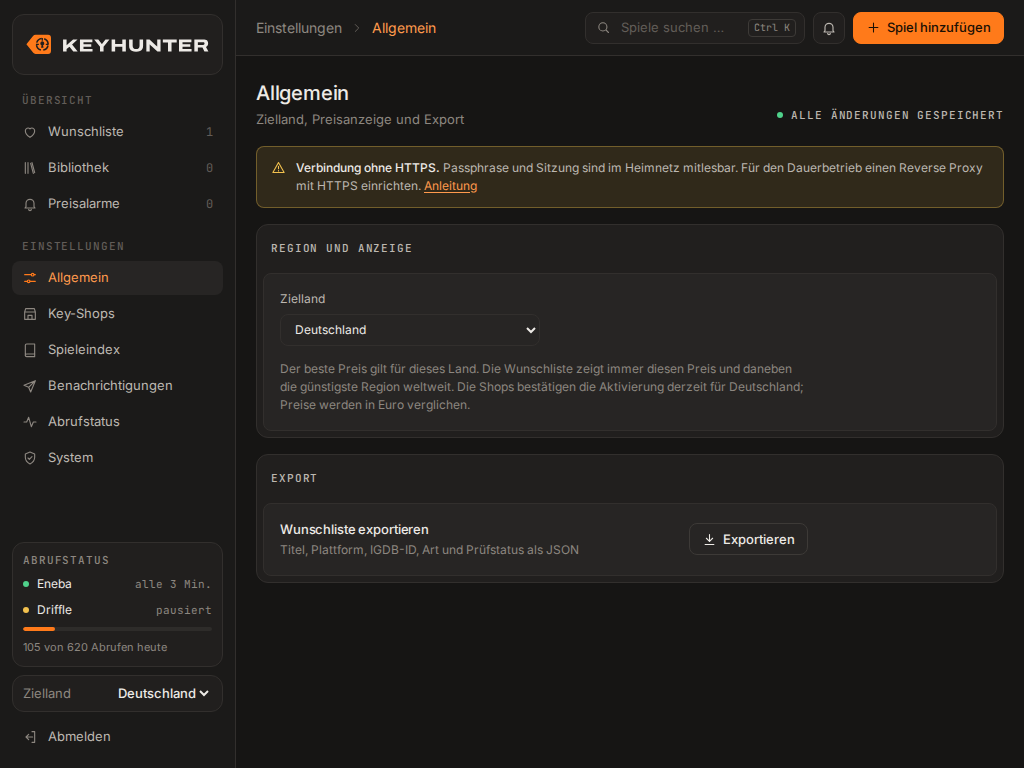 KEYHUNTER
ÜBERSICHT
Wunschliste 1
Bibliothek 0
Preisalarme 0
EINSTELLUNGEN
Allgemein
Key-Shops
Spieleindex
Benachrichtigungen
Abrufstatus
System
ABRUFSTATUS
Eneba alle 3 Min.
Driffle pausiert
105 von 620 Abrufen heute
Zielland Deutschland
Abmelden
Einstellungen Allgemein
Spiele suchen ... Ctrl K
Spiel hinzufügen
Allgemein
Zielland, Preisanzeige und Export
ALLE ÄNDERUNGEN GESPEICHERT
Verbindung ohne HTTPS. Passphrase und Sitzung sind im Heimnetz mitlesbar. Für den Dauerbetrieb einen Reverse Proxy
mit HTTPS einrichten. Anleitung
REGION UND ANZEIGE
Zielland
Deutschland
Der beste Preis gilt für dieses Land. Die Wunschliste zeigt immer diesen Preis und daneben
die günstigste Region weltweit. Die Shops bestätigen die Aktivierung derzeit für Deutschland;
Preise werden in Euro verglichen.
EXPORT
Wunschliste exportieren
Titel, Plattform, IGDB-ID, Art und Prüfstatus als JSON
Exportieren